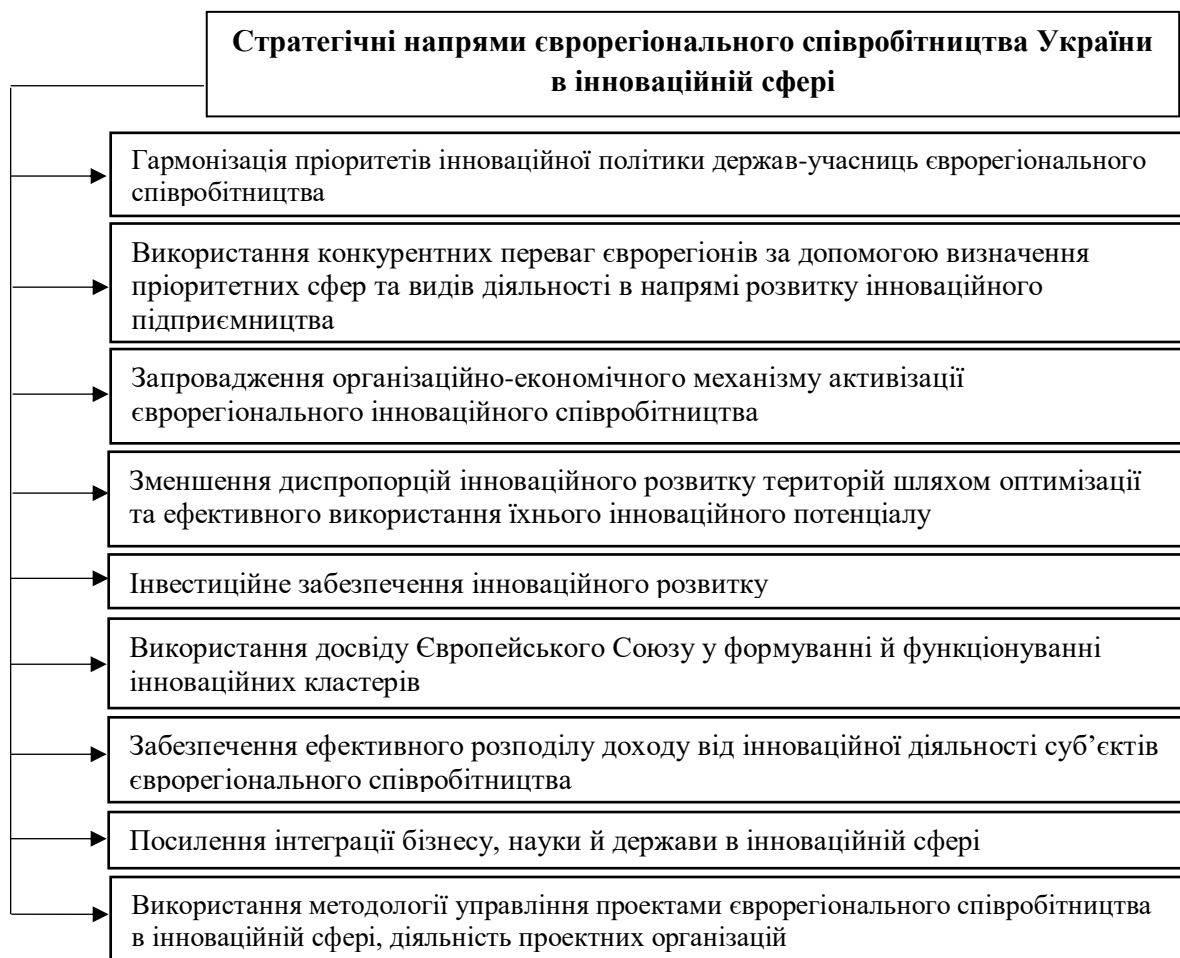 Стратегічні напрями єврорегіонального співробітництва України
в інноваційній сфері
Гармонізація пріоритетів інноваційної політики держав-учасниць єврорегіонального
співробітництва
Використання конкурентних переваг єврорегіонів за допомогою визначення
пріоритетних сфер та видів діяльності в напрямі розвитку інноваційного
підприємництва
Запровадження організаційно-економічного механізму активізації
єврорегіонального інноваційного співробітництва
Зменшення диспропорцій інноваційного розвитку територій шляхом оптимізації
та ефективного використання їхнього інноваційного потенціалу
Інвестиційне забезпечення інноваційного розвитку
Використання досвіду Європейського Союзу у формуванні й функціонуванні
інноваційних кластерів
Забезпечення ефективного розподілу доходу від інноваційної діяльності суб’єктів
єврорегіонального співробітництва
Посилення інтеграції бізнесу, науки й держави в інноваційній сфері
Використання методології управління проектами єврорегіонального співробітництва
в інноваційній сфері, діяльність проектних організацій